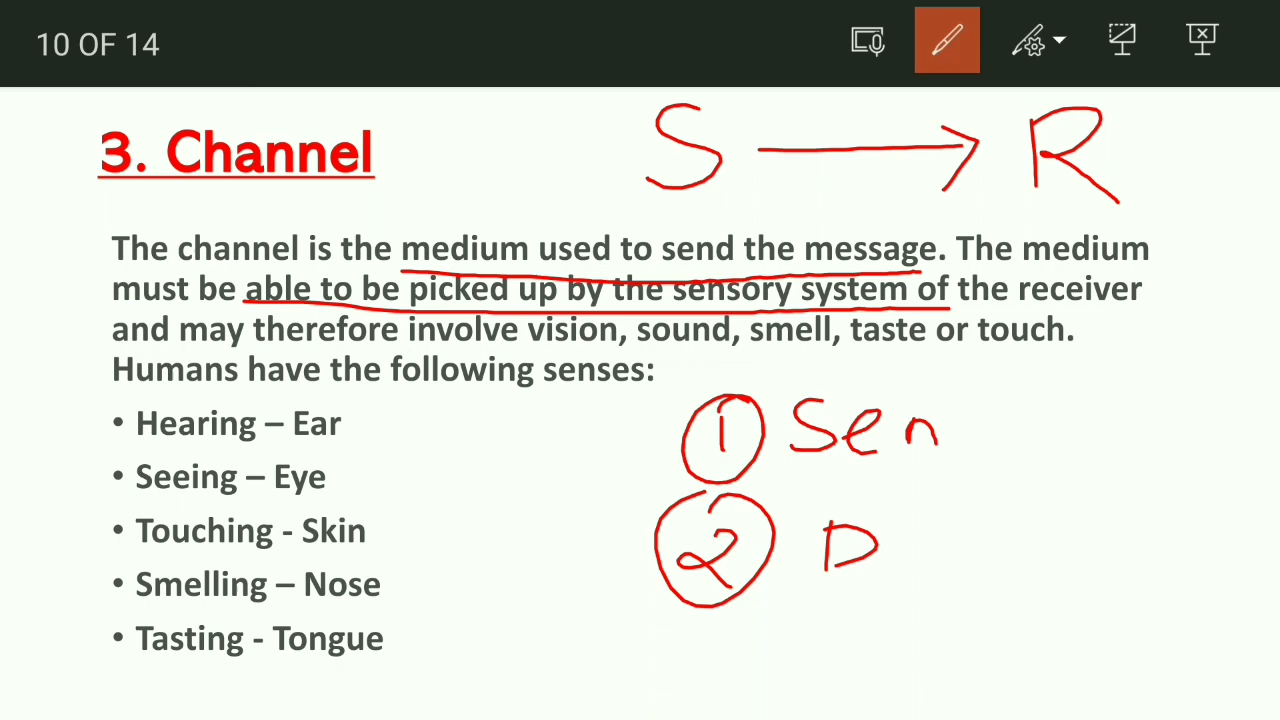 10 OF 14
S → R
3. Channel
The channel is the medium used to send the message. The medium
must be able to be picked up by the sensory system of the receiver
and may therefore involve vision, sound, smell, taste or touch.
Humans have the following senses:
• Hearing – Ear
• Seeing – Eye
• Touching - Skin
• Smelling – Nose
• Tasting - Tongue
1 Sen
2 D